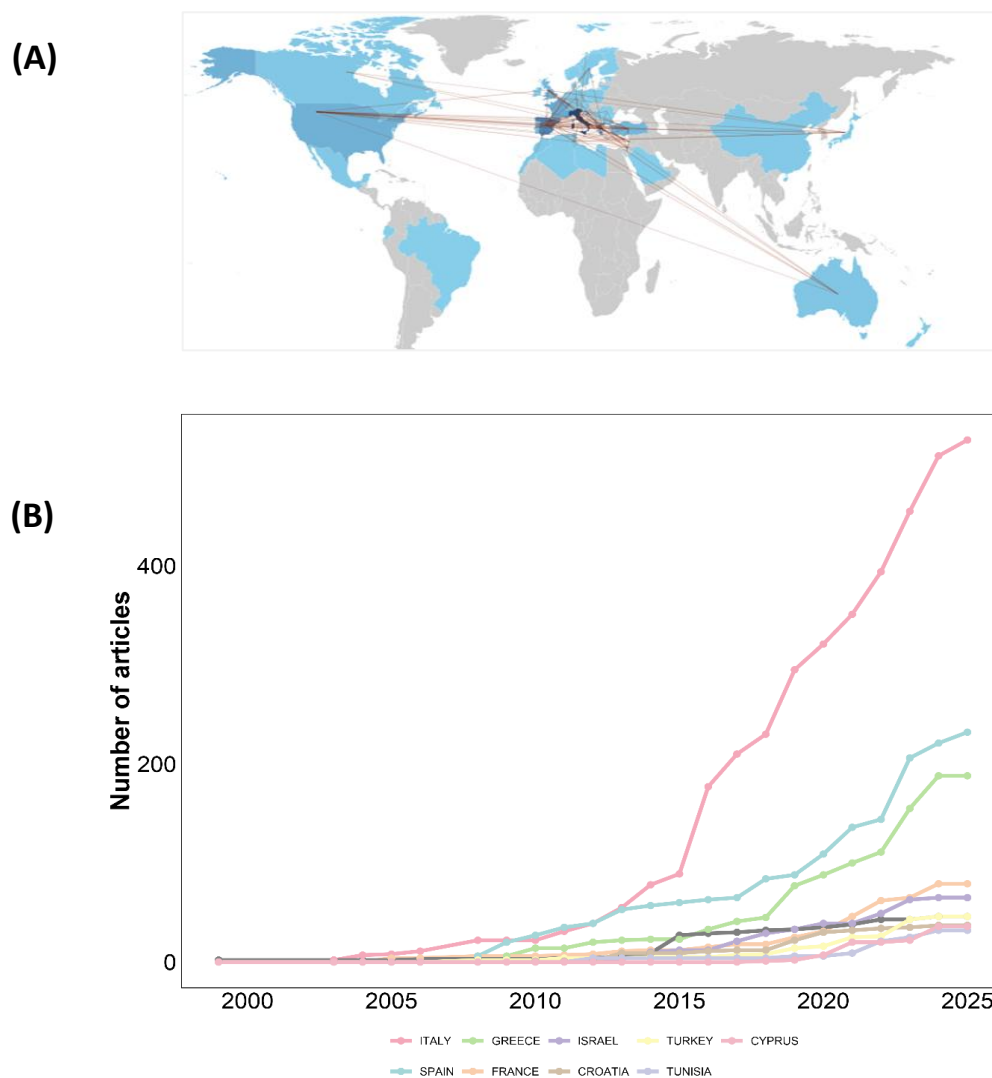 (A)
(B)
Number of articles
400
200
0
2000 2005 2010 2015 2020 2025
ITALY GREECE ISRAEL TURKEY CYPRUS
SPAIN FRANCE CROATIA TUNISIA